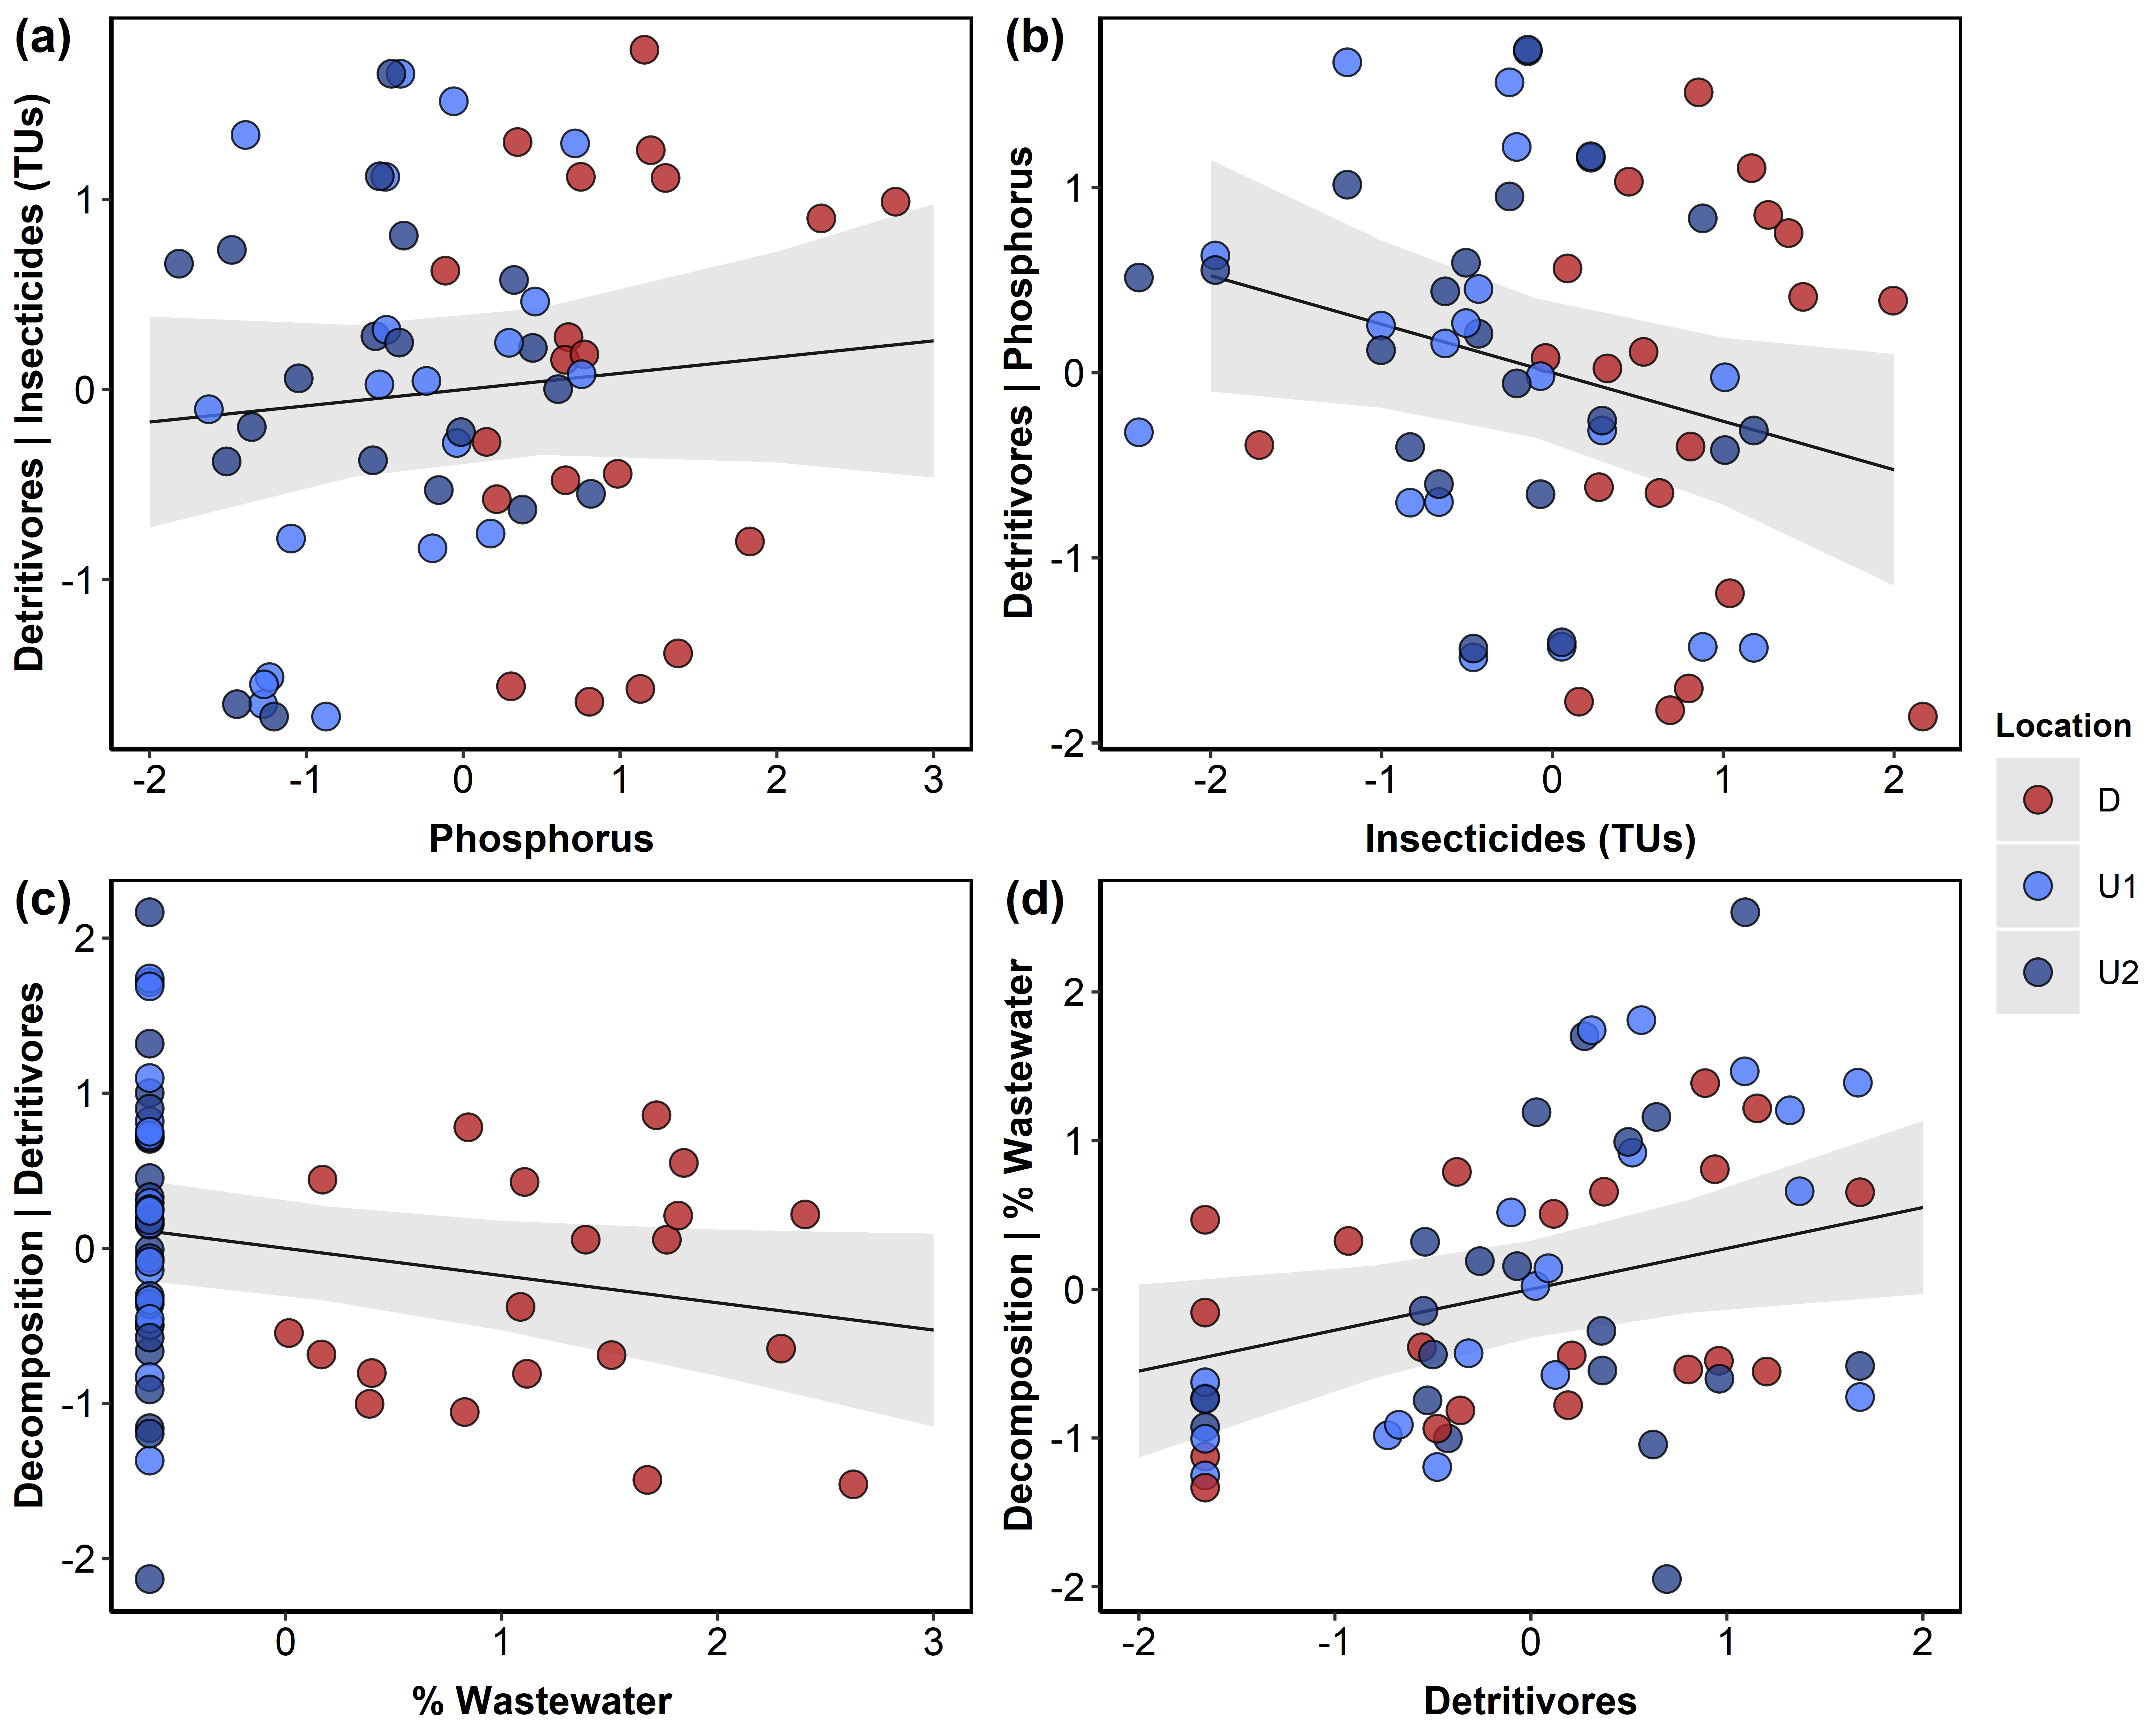 (a)
Detritivores | Insecticides (TUs)
1
0
-1
-2 -1 0 1 2 3
Phosphorus
(b)
Detritivores | Phosphorus
1
0
-1
-2
-2 -1 0 1 2
Insecticides (TUs)
Location
D
U1
U2
(c)
Decomposition | Detritivores
2
1
0
-1
-2
0 1 2 3
% Wastewater
(d)
Decomposition | % Wastewater
2
1
0
-1
-2
-2 -1 0 1 2
Detritivores